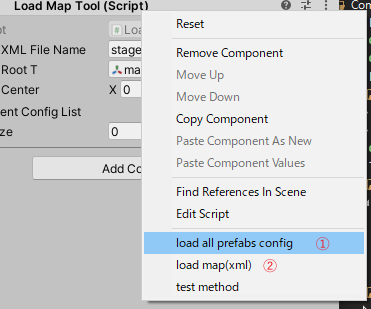 Load Map Tool (Script)
Reset
XML File Name stage
Remove Component
Root T ma
Move Up
Center X 0
Move Down
Copy Component
ent Config List
Paste Component As New
ze 0
Paste Component Values
Add Co
Find References In Scene
Edit Script
load all prefabs config ①
load map(xml) ②
test method